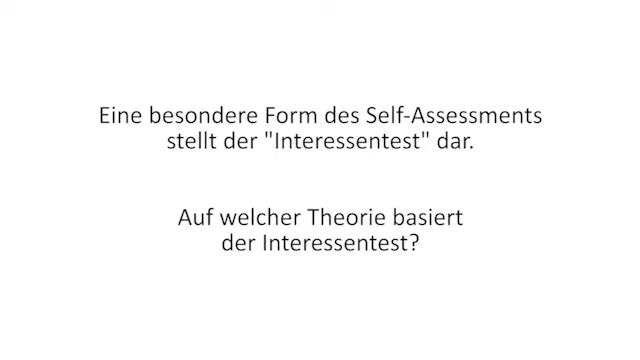 Eine besondere Form des Self-Assessments
stellt der "Interessentest" dar.
Auf welcher Theorie basiert
der Interessentest?